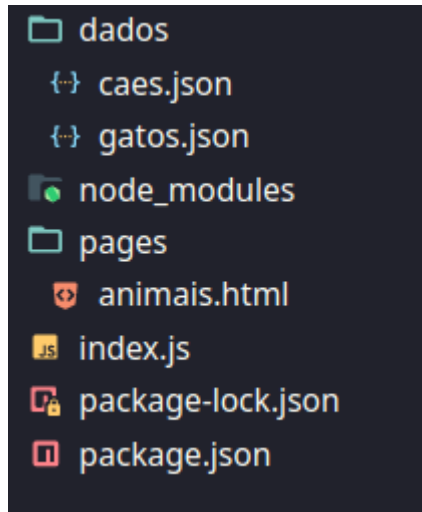 dados
caes.json
gatos.json
node_modules
pages
animais.html
index.js
package-lock.json
package.json